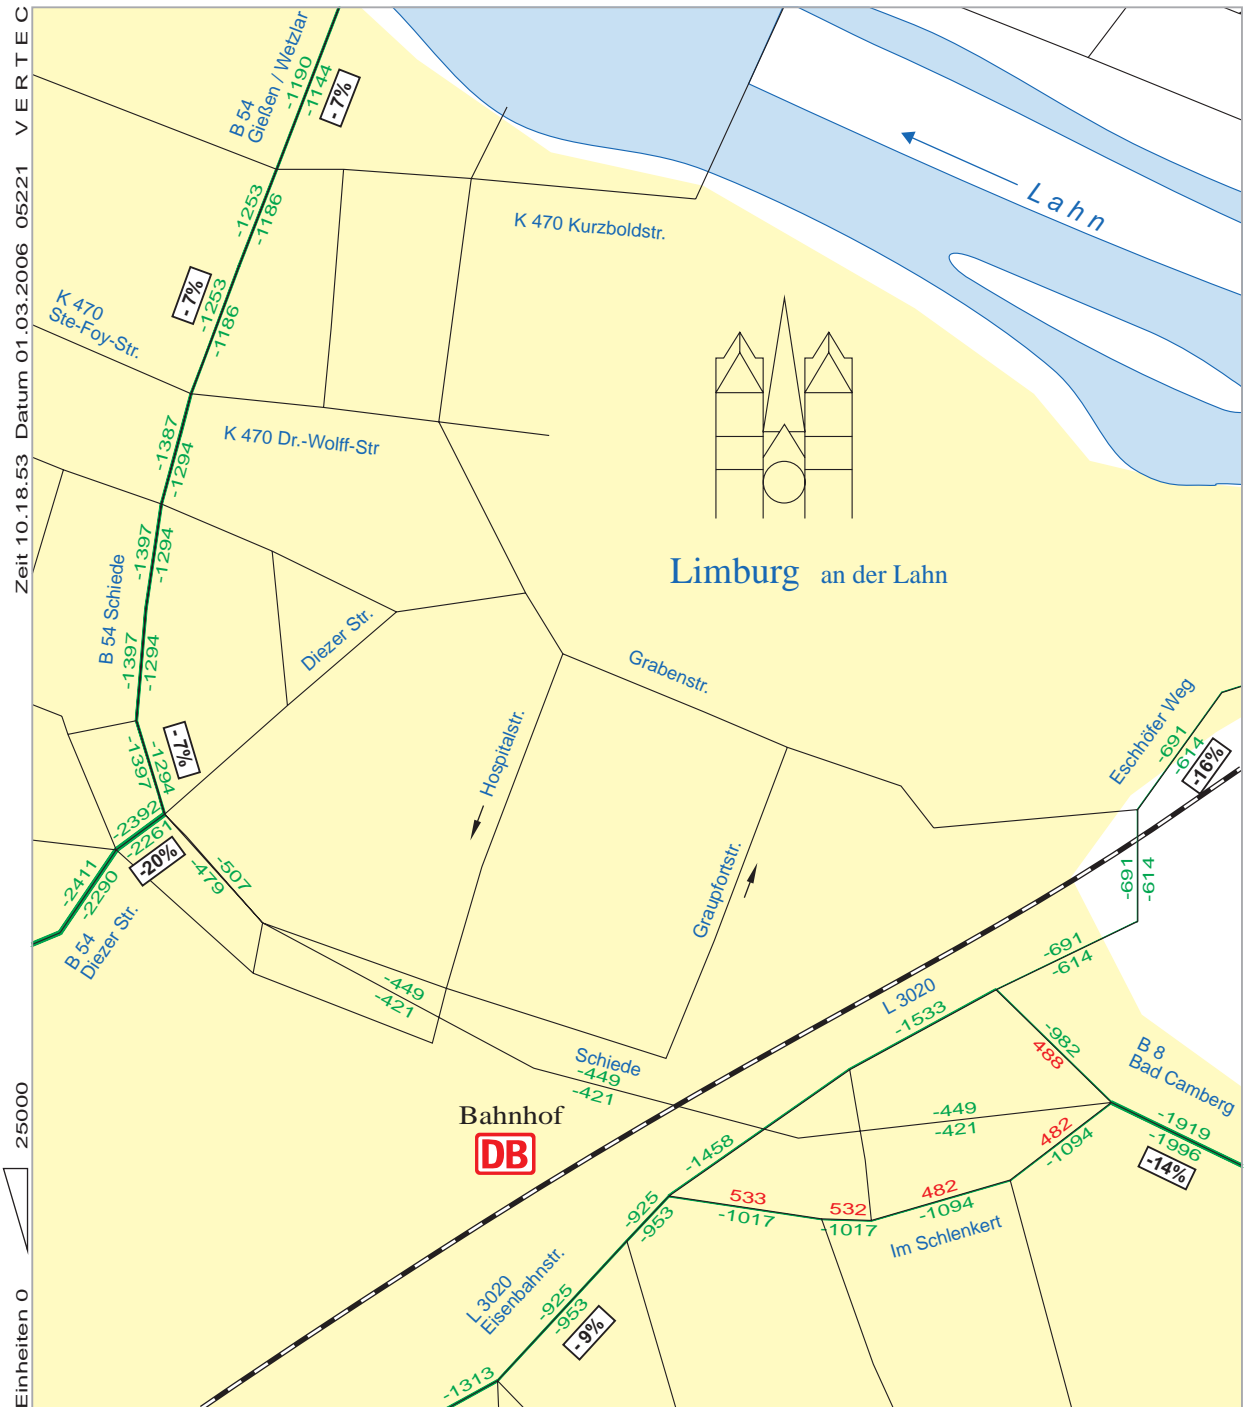 Zeit 10.18.53 Datum 01.03.2006 05221 VERTEC
Einheiten 0 25000
B 54
Gießen / Wetzlar
-1190
-1144
- 7%
-1253
-1186
K 470 Kurzboldstr.
Lahn
- 7%
-1253
-1186
K 470
Ste-Foy-Str.
-1387
-1294
K 470 Dr.-Wolff-Str
-1397
-1294
B 54 Schiede
-1397
-1294
Limburg an der Lahn
Diezer Str.
Grabenstr.
Hospitalstr.
Graupfortstr.
Eschhöfer Weg
-691
-614
-16%
- 7%
-1294
-1397
-2392
-2261
-20%
-2411
-2290
-507
-479
B 54
Diezer Str.
-691
-614
-691
-614
-449
-421
L 3020
-1533
Schiede
-449
-421
-982
488
B 8
Bad Camberg
Bahnhof
DB
-449
-421
-1919
-1996
-14%
-1458
482
-1094
-925
-953
533
-1017
532
-1017
482
-1094
Im Schlenkert
L 3020
Eisenbahnstr.
-925
-953
- 9%
-1313